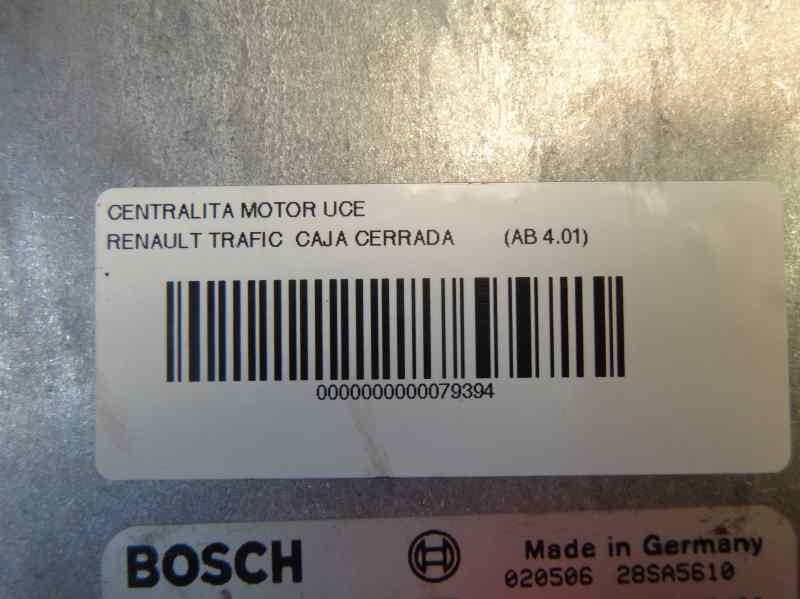 CENTRALITA MOTOR UCE
RENAULT TRAFIC CAJA CERRADA (AB 4.01)
0000000000079394
BOSCH Made in Germany
020506 28SA5610